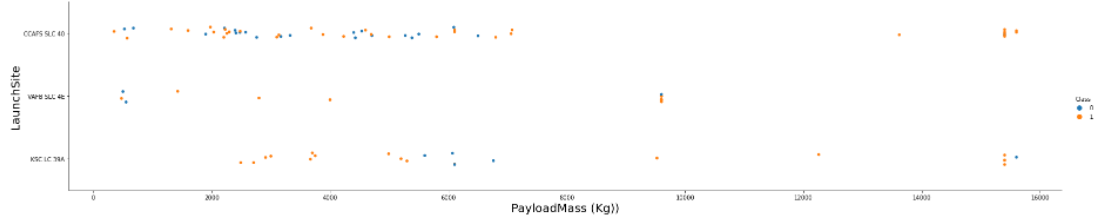 CCAFS SLC 40
VAFB SLC 4E
KSC LC 39A
LaunchSite
0 2000 4000 6000 8000 10000 12000 14000 16000
PayloadMass (Kg))
Class
0
1